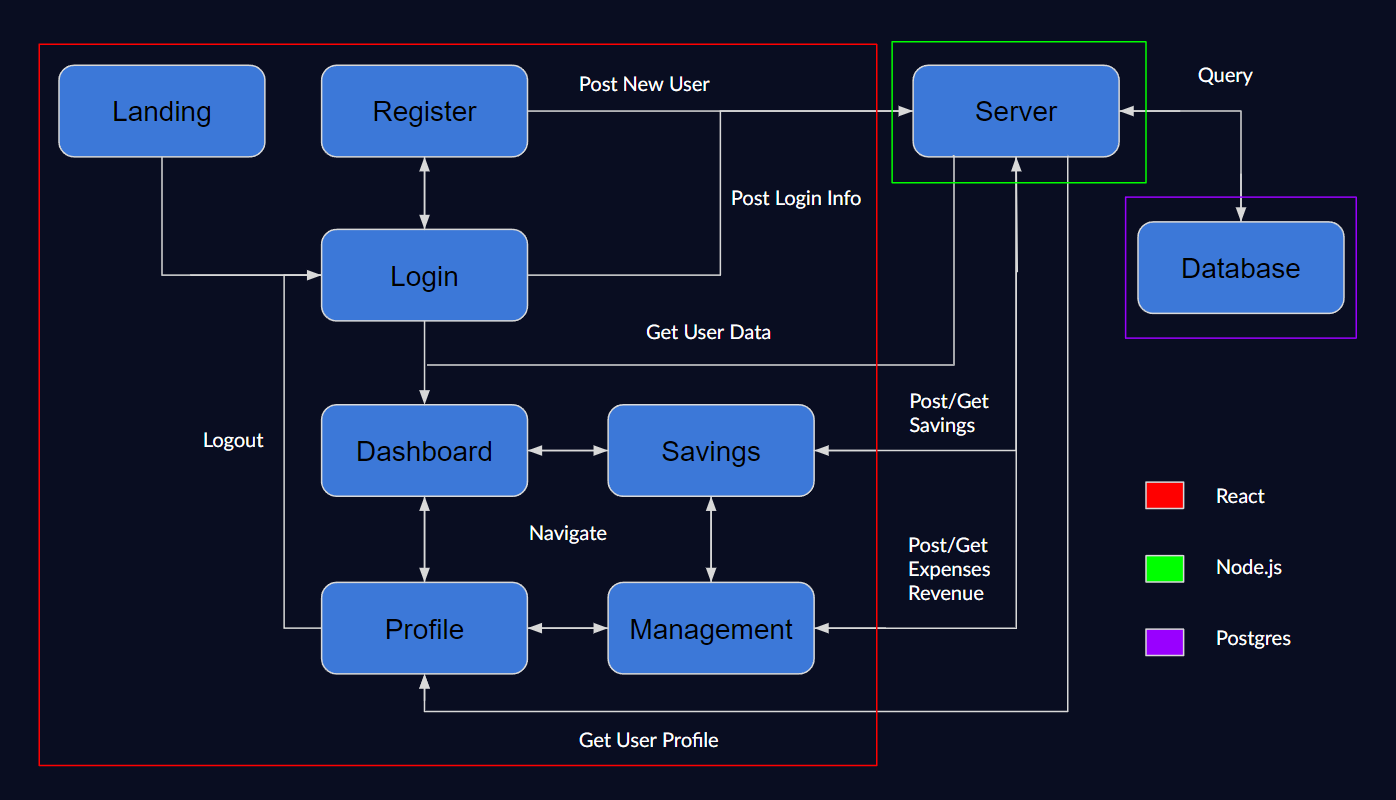 Landing
Register
Post New User
Server
Query
Post Login Info
Login
Database
Get User Data
Post/Get
Savings
Logout
Dashboard
Savings
Navigate
React
Post/Get
Expenses
Revenue
Node.js
Profile
Management
Postgres
Get User Profile